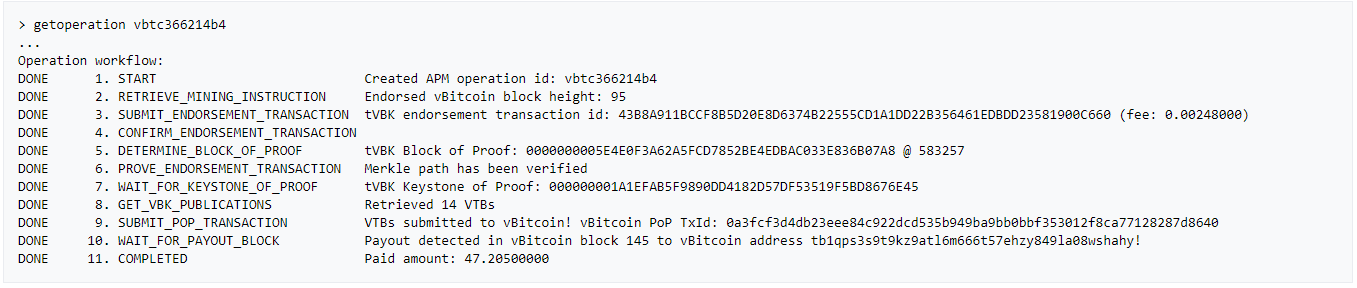 > getoperation vbtc366214b4
...
Operation workflow:
DONE 1. START Created APM operation id: vbtc366214b4
DONE 2. RETRIEVE_MINING_INSTRUCTION Endorsed vBitcoin block height: 95
DONE 3. SUBMIT_ENDORSEMENT_TRANSACTION tVBK endorsement transaction id: 43B8A911BCCF8B5D20E8D6374B22555CD1A1DD22B356461EDBDD23581900C660 (fee: 0.00248000)
DONE 4. CONFIRM_ENDORSEMENT_TRANSACTION
DONE 5. DETERMINE_BLOCK_OF_PROOF tVBK Block of Proof: 0000000005E4E0F3A62A5FCD7852BE4EDBAC033E836B07A8 @ 583257
DONE 6. PROVE_ENDORSEMENT_TRANSACTION Merkle path has been verified
DONE 7. WAIT_FOR_KEYSTONE_OF_PROOF tVBK Keystone of Proof: 000000001A1EFAB5F9890DD4182D57DF53519F5BD8676E45
DONE 8. GET_VBK_PUBLICATIONS Retrieved 14 VTBs
DONE 9. SUBMIT_POP_TRANSACTION VTBs submitted to vBitcoin! vBitcoin PoP TxId: 0a3fcf3d4db23eee84c922dcd535b949ba9bb0bbf353012f8ca77128287d8640
DONE 10. WAIT_FOR_PAYOUT_BLOCK Payout detected in vBitcoin block 145 to vBitcoin address tb1qps3s9t9kz9atl6m666t57ehzy849la08wshahy!
DONE 11. COMPLETED Paid amount: 47.20500000